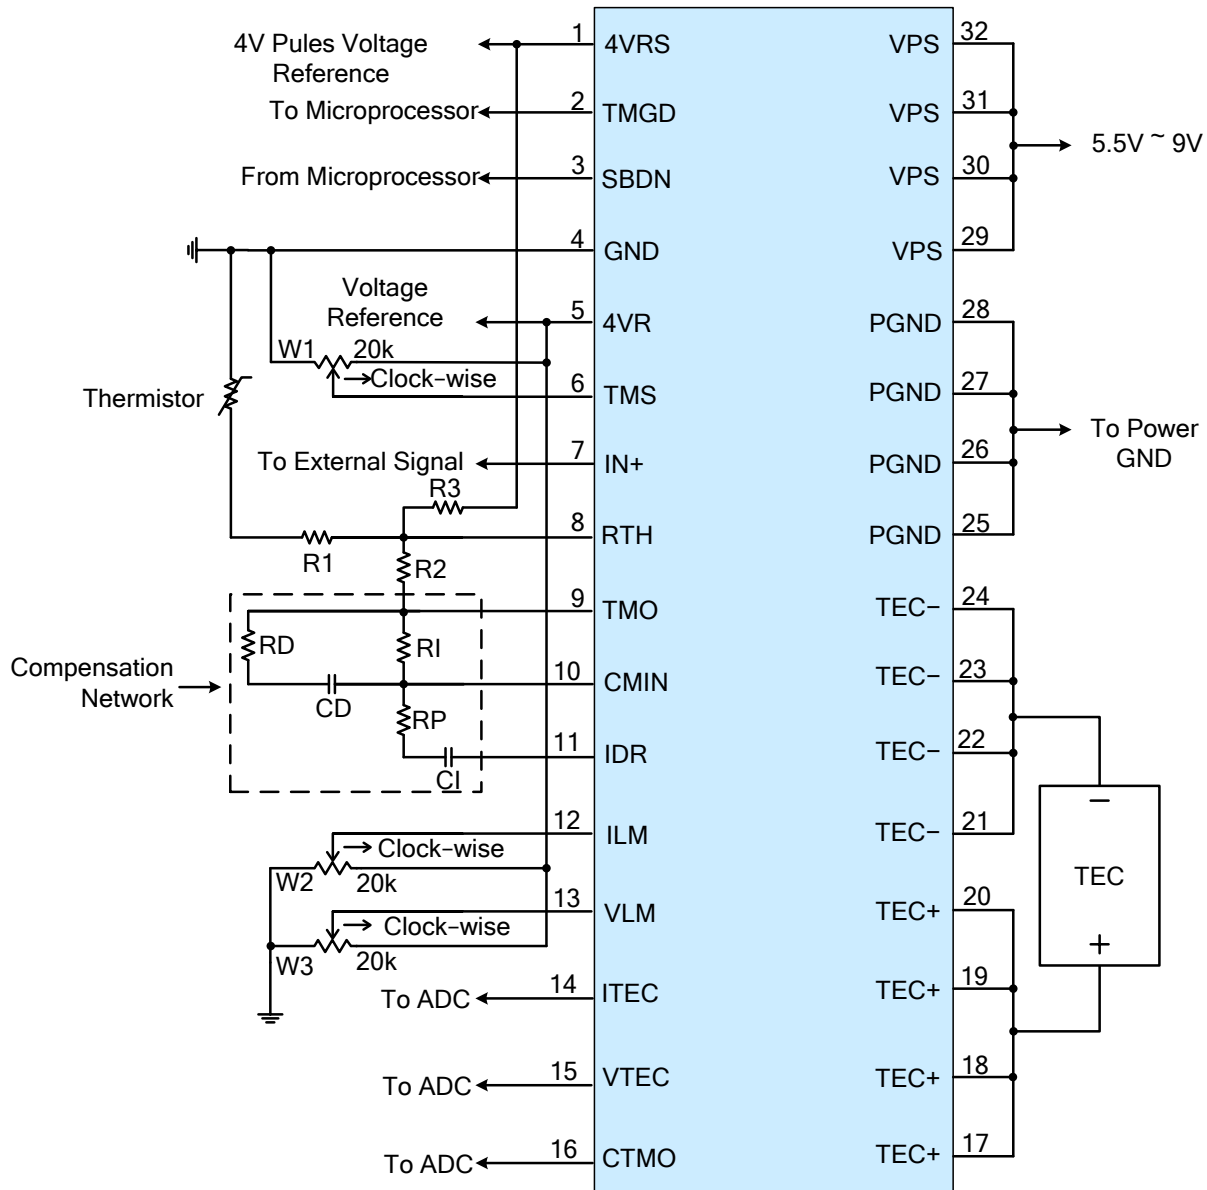 4V Pules Voltage
Reference
1
4VRS
To Microprocessor
2
TMGD
From Microprocessor
3
SBDN
4
GND
Voltage
Reference
5
4VR
W1
20k
Clock-wise
6
TMS
Thermistor
To External Signal
7
IN+
R3
R1
8
RTH
R2
9
TMO
RD
RI
Compensation
Network
CD
10
CMIN
RP
CI
11
IDR
12
ILM
Clock-wise
W2
20k
13
VLM
Clock-wise
W3
20k
To ADC
14
ITEC
To ADC
15
VTEC
To ADC
16
CTMO
VPS
32
VPS
31
5.5V ~ 9V
VPS
30
VPS
29
PGND
28
PGND
27
To Power
GND
PGND
26
PGND
25
TEC−
24
TEC−
23
TEC−
22
TEC−
21
−
TEC
+
TEC+
20
TEC+
19
TEC+
18
TEC+
17